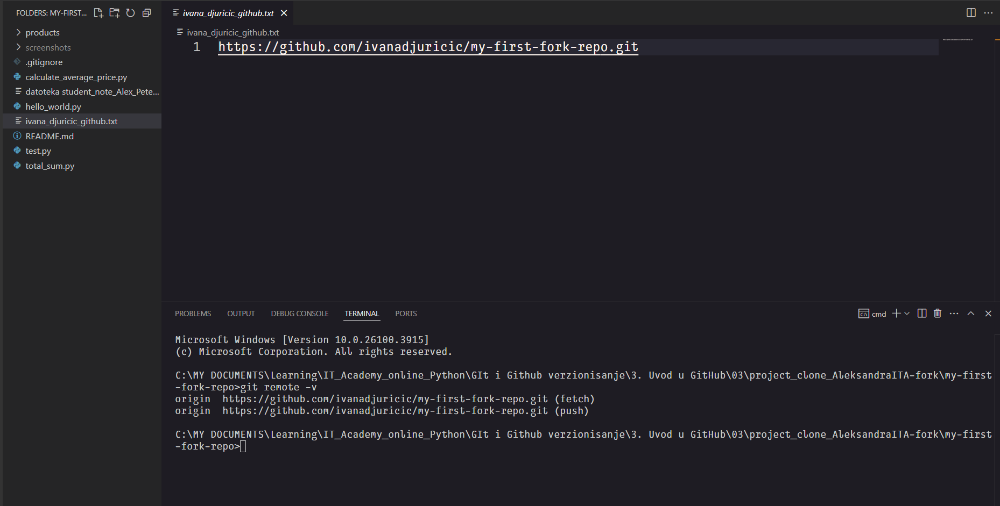 FOLDERS: MY-FIRST...
products
screenshots
.gitignore
calculate_average_price.py
datoteka student_note_Alex_Pete...
hello_world.py
ivana_djuricic_github.txt
README.md
test.py
total_sum.py
ivana_djuricic_github.txt
ivana_djuricic_github.txt
1 https://github.com/ivanadjuricic/my-first-fork-repo.git
PROBLEMS OUTPUT DEBUG CONSOLE TERMINAL PORTS
cmd
Microsoft Windows [Version 10.0.26100.3915]
(c) Microsoft Corporation. All rights reserved.
C:\MY DOCUMENTS\Learning\IT_Academy_online_Python\GIt i Github verzionisanje\3. Uvod u GitHub\03\project_clone_AleksandraITA-fork\my-first
-fork-repo>git remote -v
origin  https://github.com/ivanadjuricic/my-first-fork-repo.git (fetch)
origin  https://github.com/ivanadjuricic/my-first-fork-repo.git (push)
C:\MY DOCUMENTS\Learning\IT_Academy_online_Python\GIt i Github verzionisanje\3. Uvod u GitHub\03\project_clone_AleksandraITA-fork\my-first
-fork-repo>